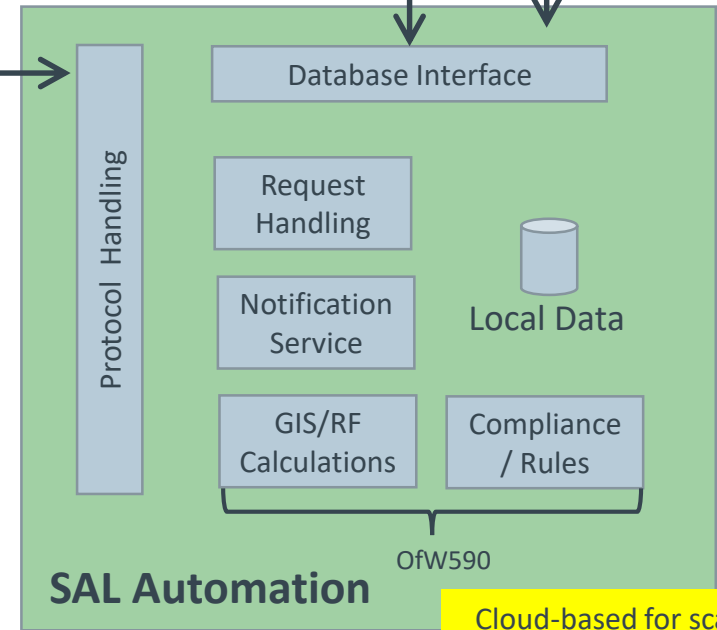 Database Interface
Protocol Handling
Request
Handling
Notification
Service
Local Data
GIS/RF
Calculations
Compliance
/ Rules
OfW590
SAL Automation
Cloud-based for